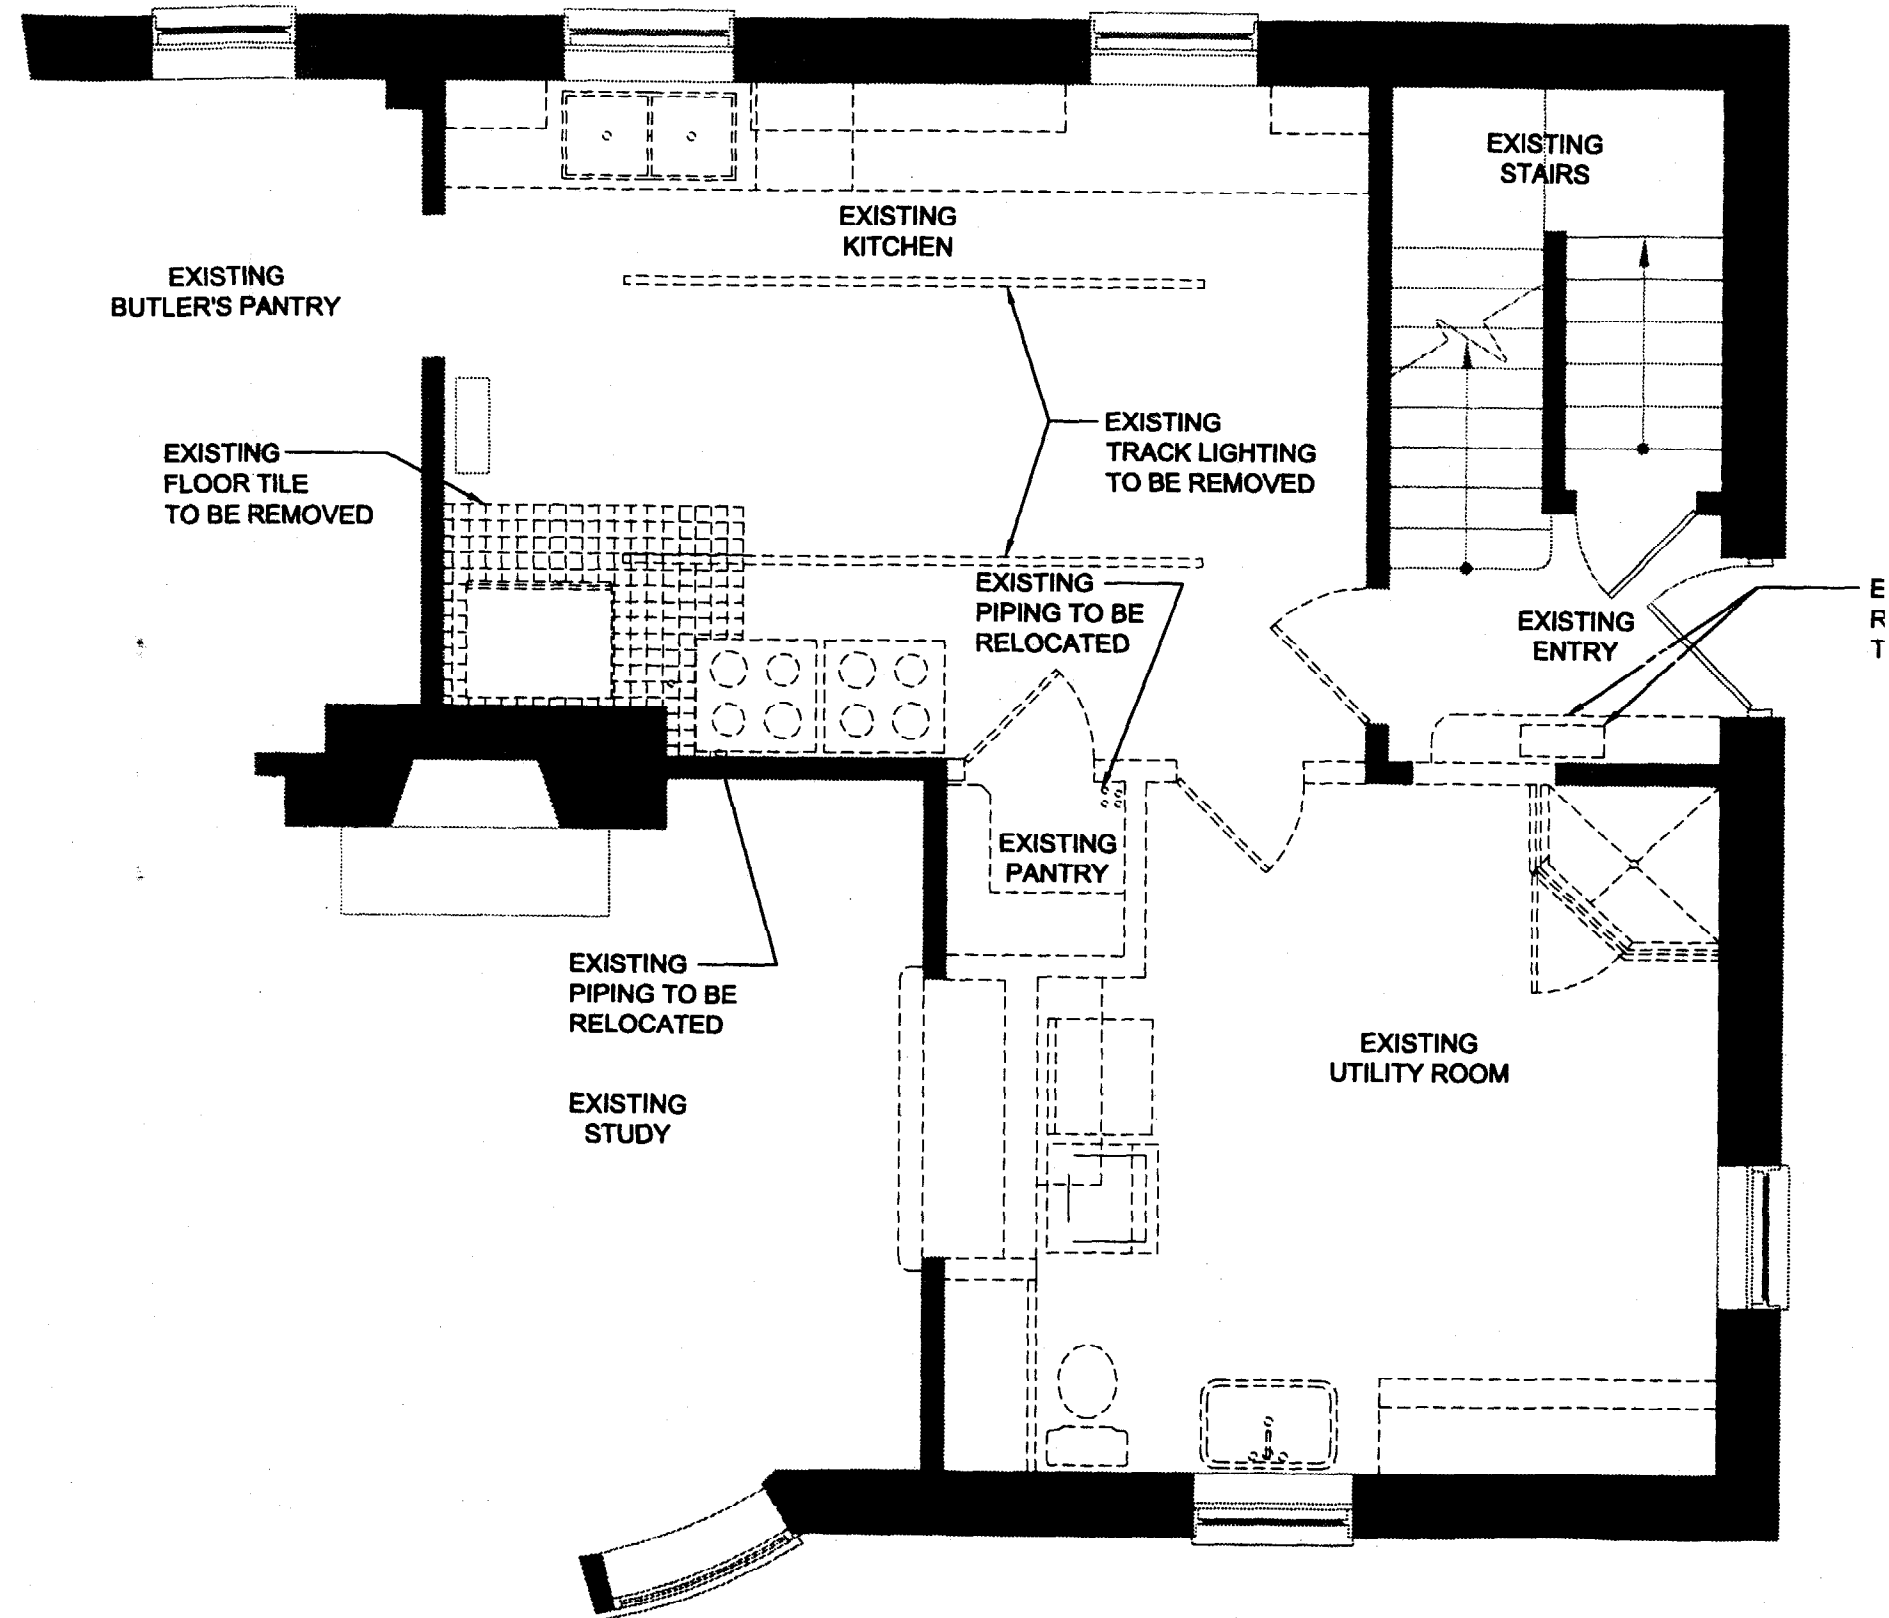 EXISTING
STAIRS
EXISTING
KITCHEN
EXISTING
BUTLER'S PANTRY
EXISTING
TRACK LIGHTING
TO BE REMOVED
EXISTING
FLOOR TILE
TO BE REMOVED
EXISTING
PIPING TO BE
RELOCATED
EXISTING
ENTRY
E
R
T
EXISTING
PANTRY
EXISTING
PIPING TO BE
RELOCATED
EXISTING
UTILITY ROOM
EXISTING
STUDY